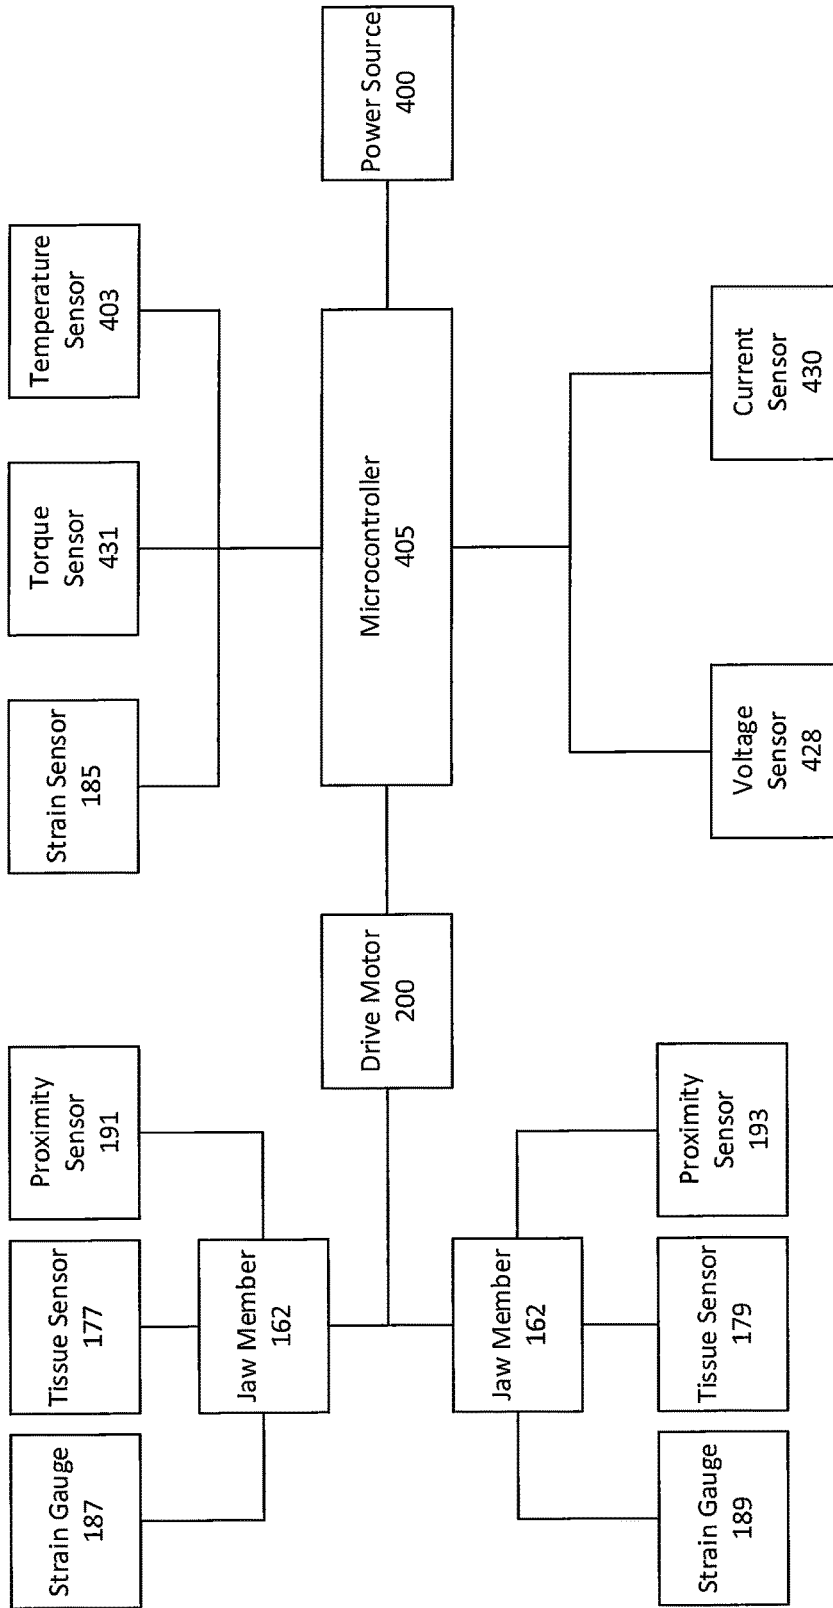 Strain Gauge
187
Tissue Sensor
177
Proximity
Sensor
191
Strain Sensor
185
Torque
Sensor
431
Temperature
Sensor
403
Jaw Member
162
Drive Motor
200
Microcontroller
405
Power Source
400
Jaw Member
162
Strain Gauge
189
Tissue Sensor
179
Proximity
Sensor
193
Voltage
Sensor
428
Current
Sensor
430